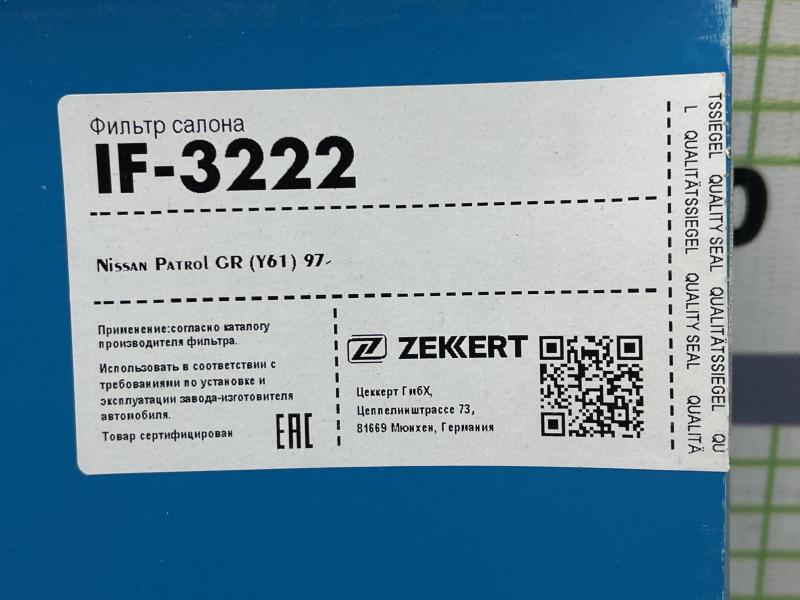 Фильтр салона
IF-3222
Nissan Patrol GR (Y61) 97-
Применение:согласно каталогу
производителя фильтра.
Использовать в соответствии с
требованиями по установке и
эксплуатации завода-изготовителя
автомобиля.
Товар сертифицирован
EAC
ZEKKERT
Цеккерт ГмбХ,
Цеппелинштрассе 73,
81669 Мюнхен, Германия
TSSIEGEL QUALITY SEAL QUALITÄTSSIEGEL QU
L QUALITÄTSSIEGEL QUALITY SEAL QUALITÄ